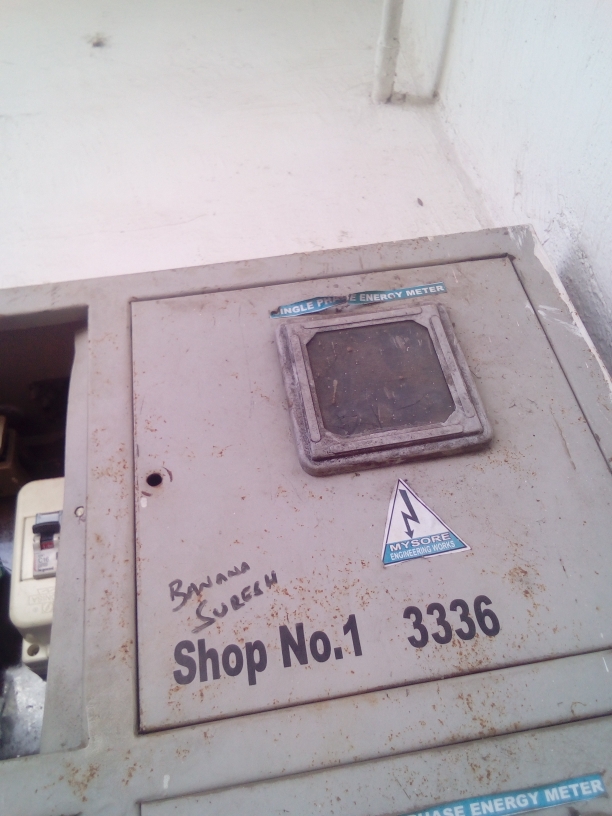 INGLE PHASE ENERGY METER
MYSORE
ENGINEERING WORKS
BANANA
SURESH
Shop No.1 3336
PHASE ENERGY METER